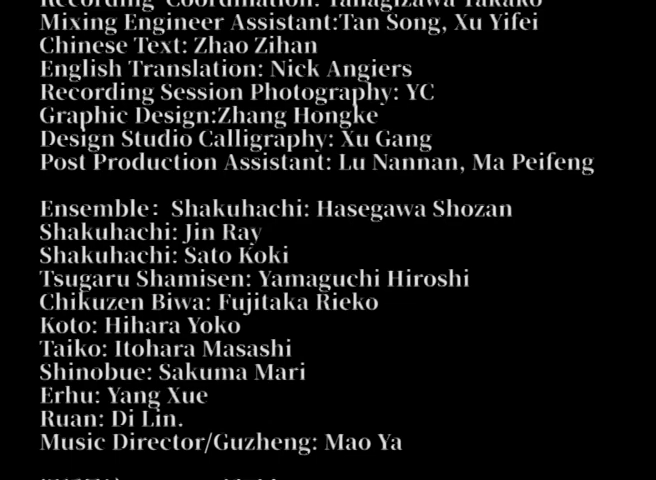 Recording Coordination: Yanagizawa Takako
Mixing Engineer Assistant:Tan Song, Xu Yifei
Chinese Text: Zhao Zihan
English Translation: Nick Angiers
Recording Session Photography: YC
Graphic Design:Zhang Hongke
Design Studio Calligraphy: Xu Gang
Post Production Assistant: Lu Nannan, Ma Peifeng
Ensemble: Shakuhachi: Hasegawa Shozan
Shakuhachi: Jin Ray
Shakuhachi: Sato Koki
Tsugaru Shamisen: Yamaguchi Hiroshi
Chikuzen Biwa: Fujitaka Rieko
Koto: Hihara Yoko
Taiko: Itohara Masashi
Shinobue: Sakuma Mari
Erhu: Yang Xue
Ruan: Di Lin.
Music Director/Guzheng: Mao Ya